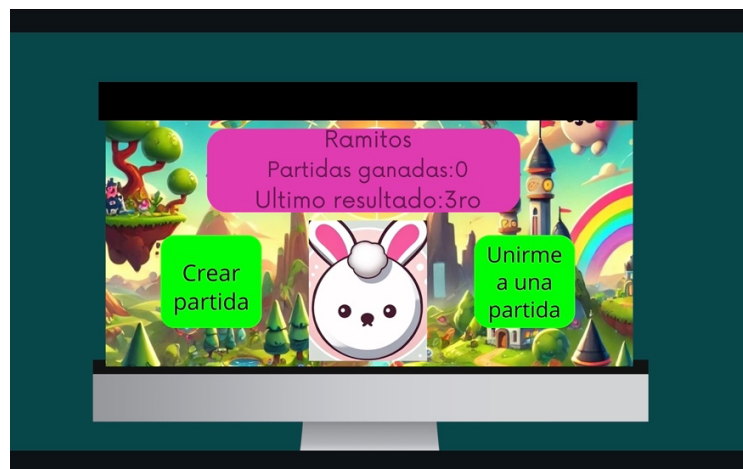 Ramitos
Partidas ganadas:0
Ultimo resultado:3ro
Crear
partida
Unirme
a una
partida